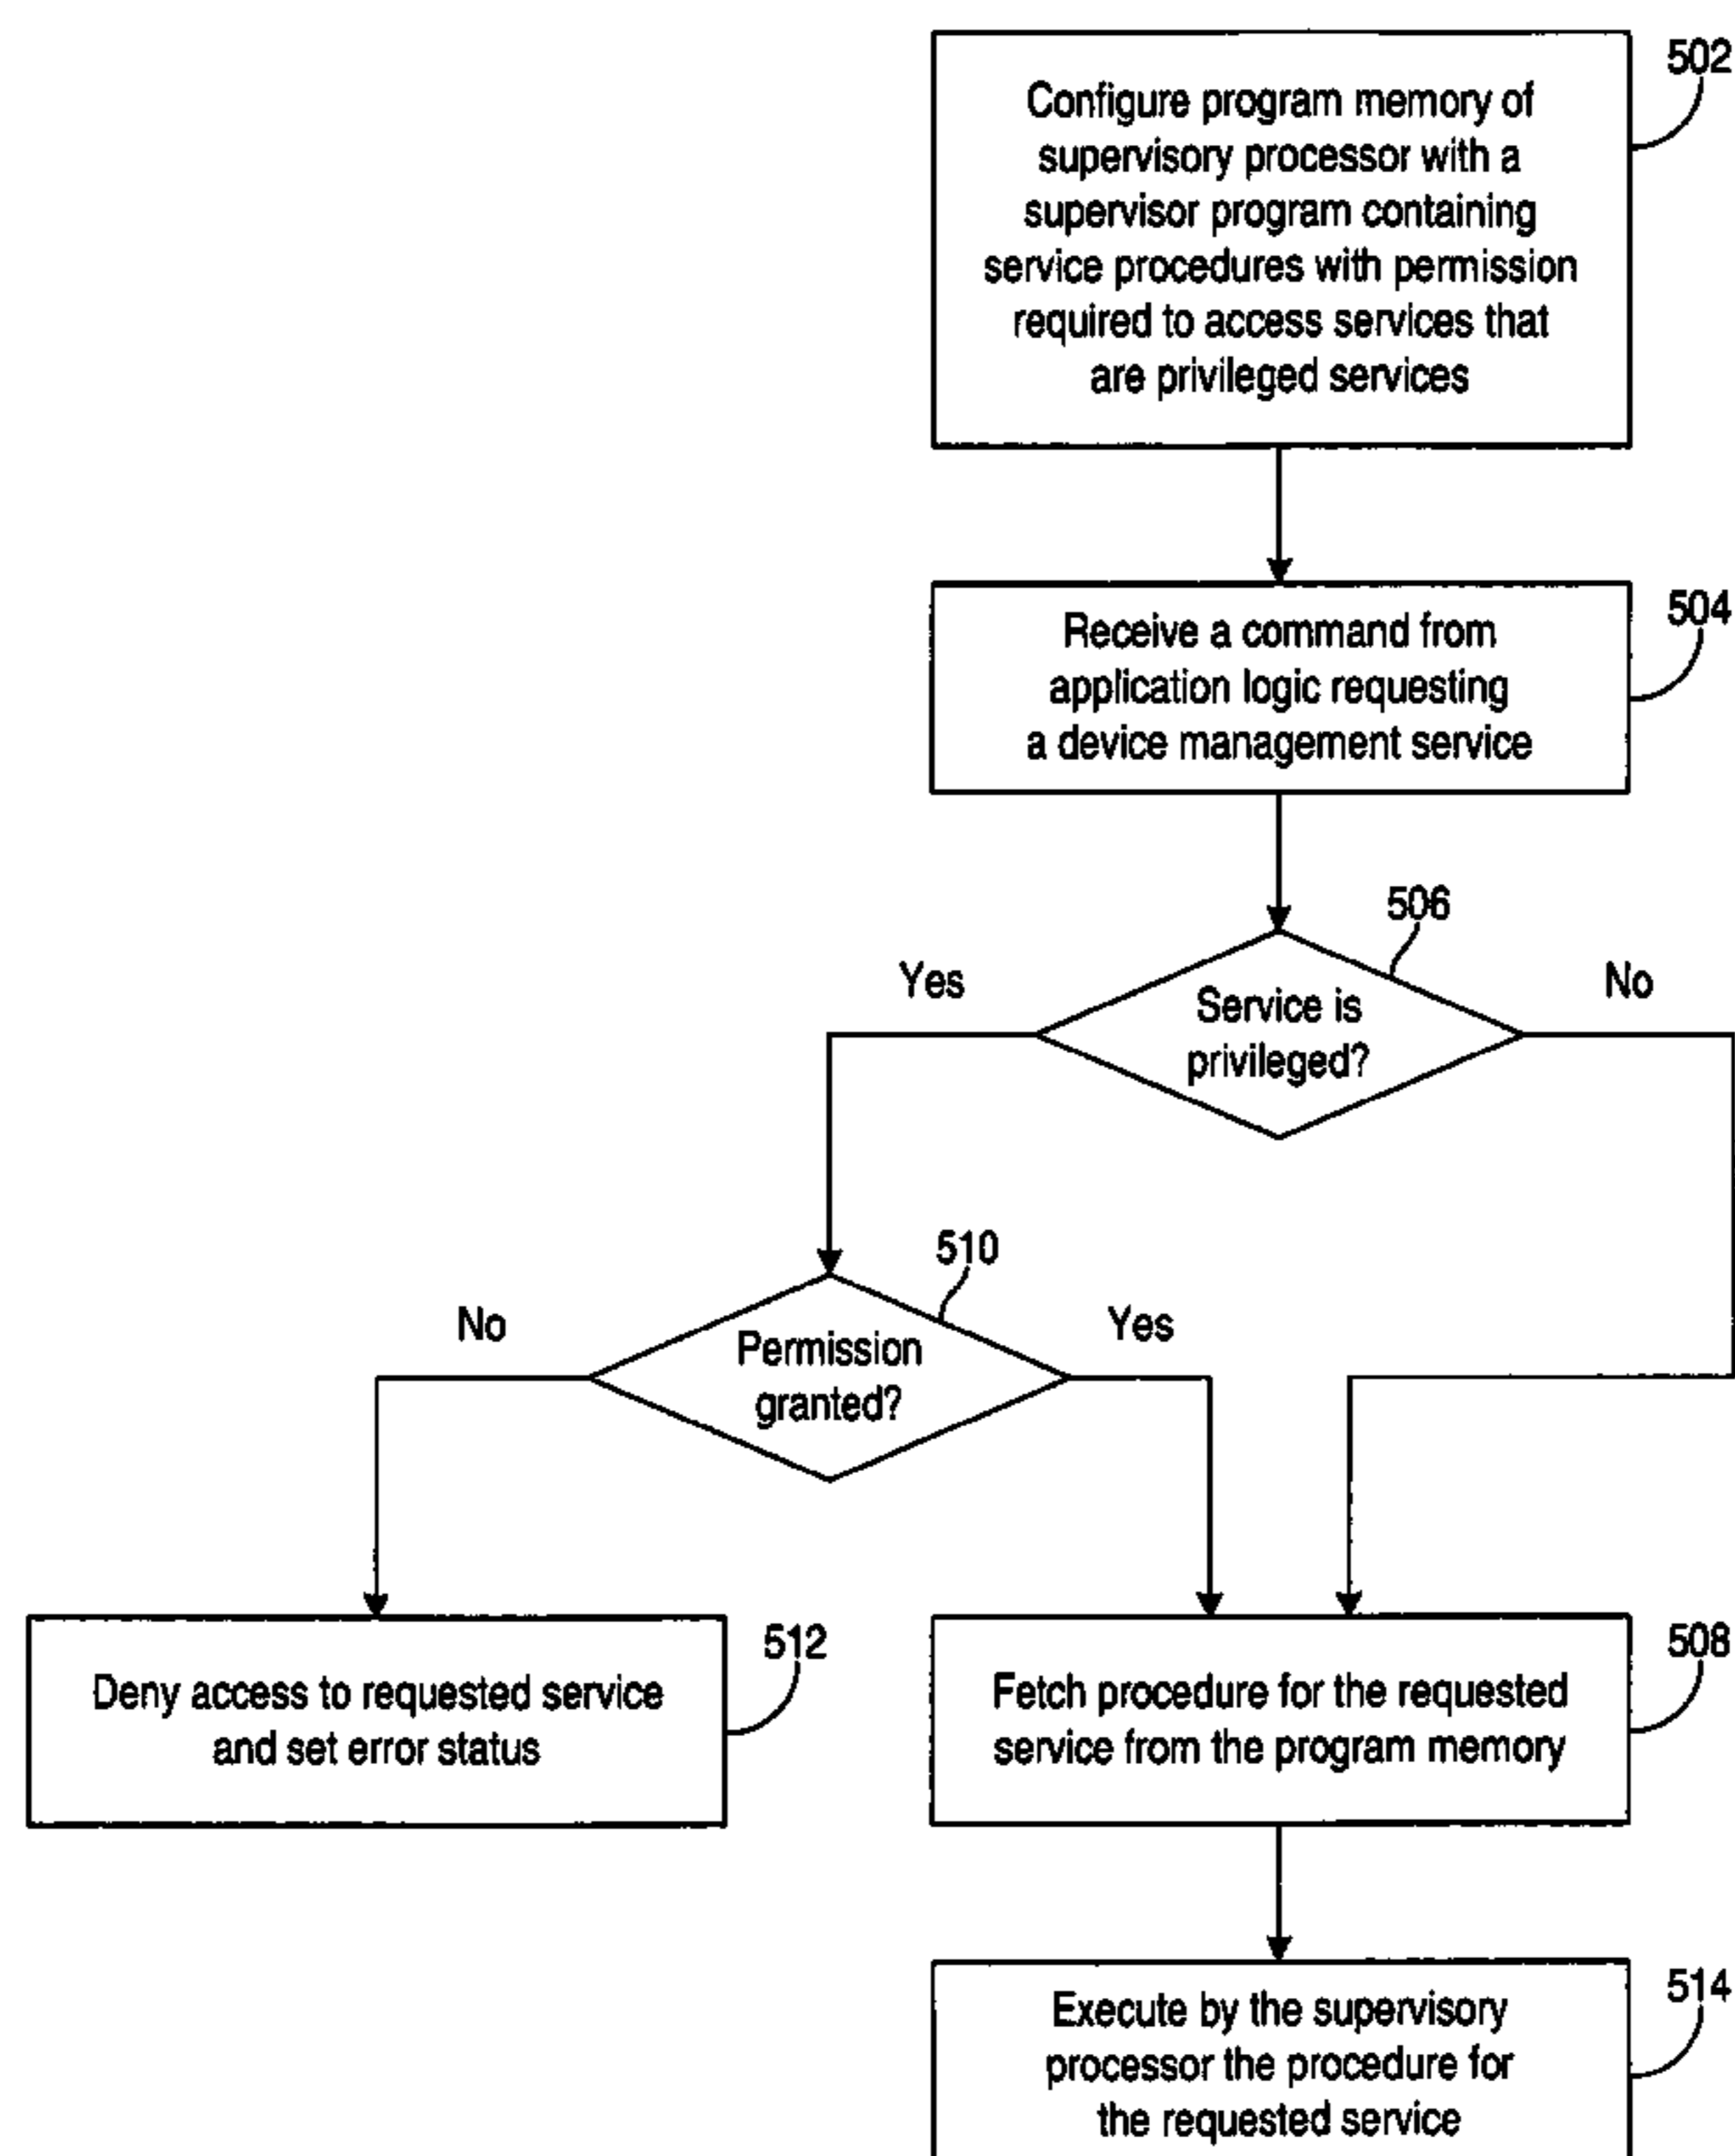 502
Configure program memory of
supervisory processor with a
supervisor program containing
service procedures with permission
required to access services that
are privileged services
504
Receive a command from
application logic requesting
a device management service
506
Yes
No
Service is
privileged?
510
No
Yes
Permission
granted?
512
Deny access to requested service
and set error status
508
Fetch procedure for the requested
service from the program memory
514
Execute by the supervisory
processor the procedure for
the requested service